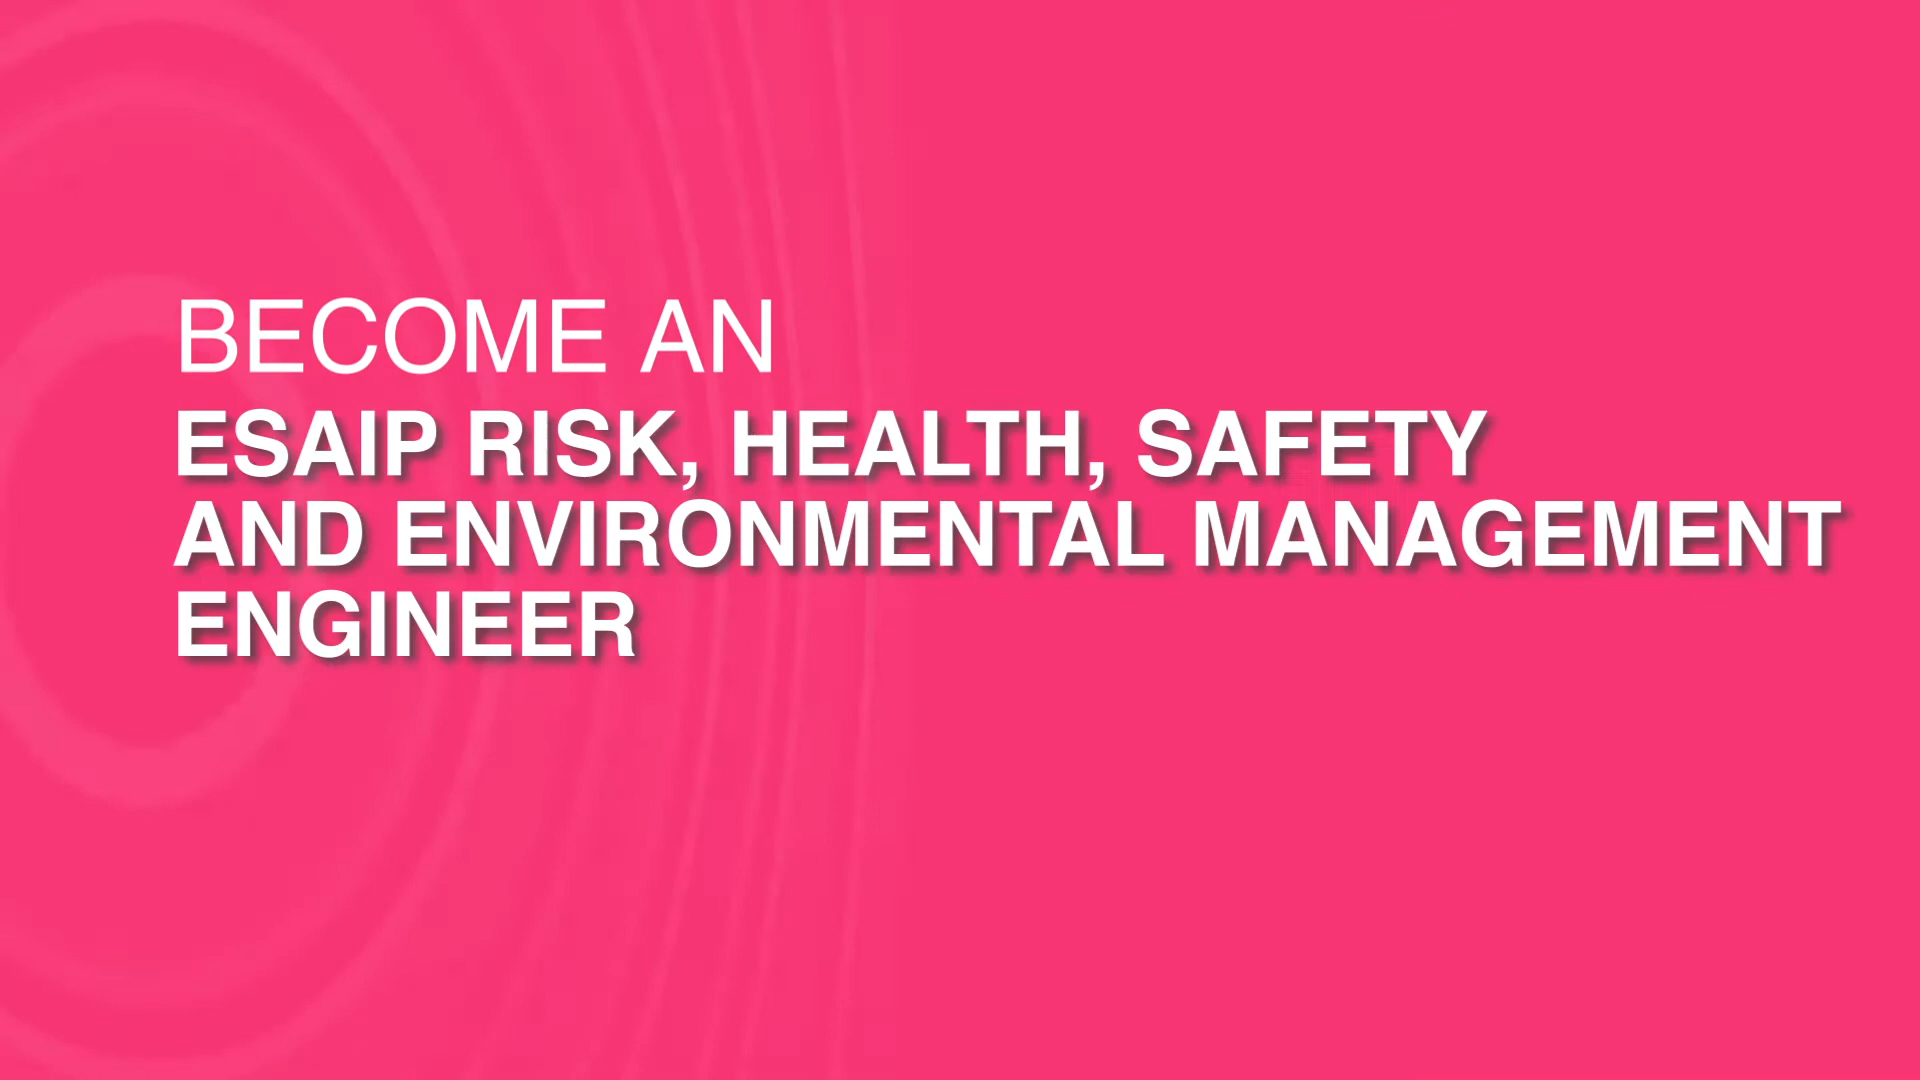 BECOME AN
ESAIP RISK, HEALTH, SAFETY
AND ENVIRONMENTAL MANAGEMENT
ENGINEER